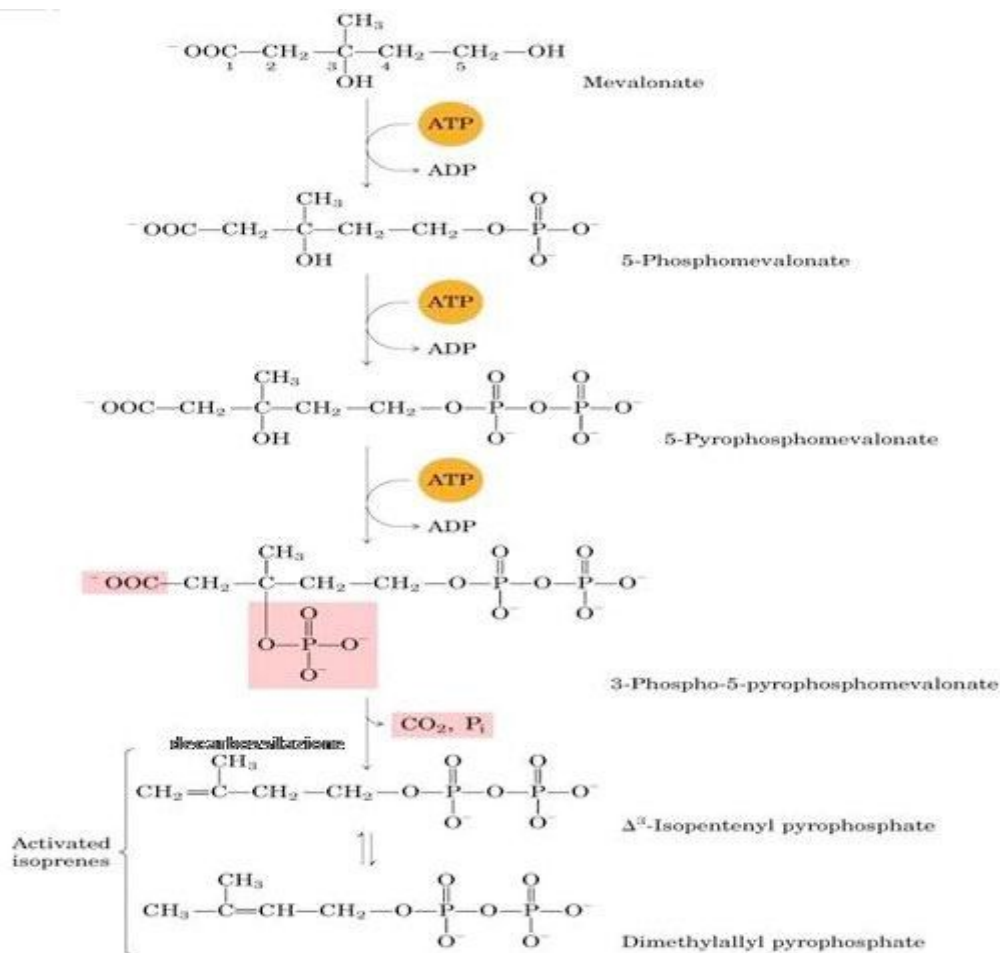 CH₃
⁻OOC—CH₂—C—CH₂—CH₂—OH
1 2 3 4 5
OH
Mevalonate
ATP
ADP
CH₃ O
⁻OOC—CH₂—C—CH₂—CH₂—O—P—O⁻
OH O⁻
5-Phosphomevalonate
ATP
ADP
CH₃ O O
⁻OOC—CH₂—C—CH₂—CH₂—O—P—O—P—O⁻
OH O⁻ O⁻
5-Pyrophosphomevalonate
ATP
ADP
CH₃ O O
⁻OOC—CH₂—C—CH₂—CH₂—O—P—O—P—O⁻
O O⁻ O⁻
O—P—O⁻
O⁻
3-Phospho-5-pyrophosphomevalonate
CO₂, Pᵢ
decarbossilazione
CH₃ O O
CH₂=C—CH₂—CH₂—O—P—O—P—O⁻
O⁻ O⁻
Δ³-Isopentenyl pyrophosphate
Activated
isoprenes
CH₃ O O
CH₃—C=CH—CH₂—O—P—O—P—O⁻
O⁻ O⁻
Dimethylallyl pyrophosphate